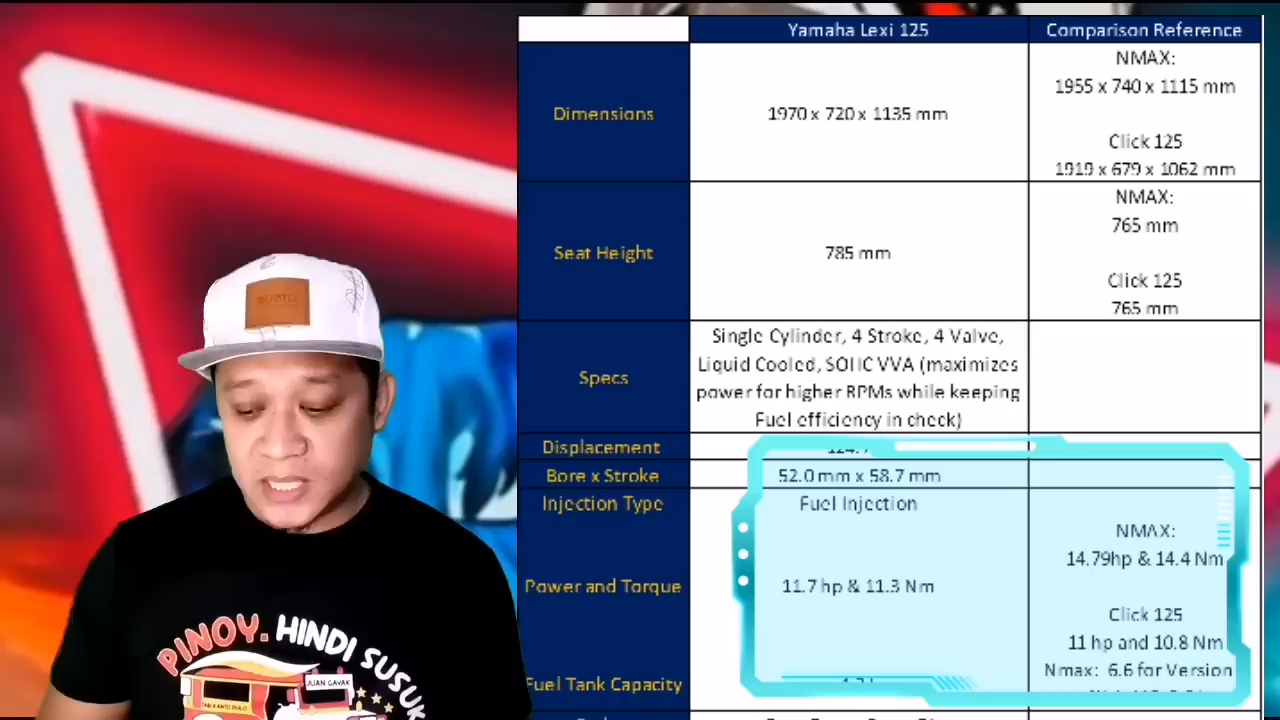 Yamaha Lexi 125
Comparison Reference
Dimensions
1970 x 720 x 1135 mm
NMAX:
1955 x 740 x 1115 mm
Click 125
1919 x 679 x 1062 mm
Seat Height
785 mm
NMAX:
765 mm
Click 125
765 mm
Specs
Single Cylinder, 4 Stroke, 4 Valve,
Liquid Cooled, SOHC VVA (maximizes
power for higher RPMs while keeping
Fuel efficiency in check)
Displacement
Bore x Stroke
52.0 mm x 58.7 mm
Injection Type
Fuel Injection
Power and Torque
11.7 hp & 11.3 Nm
NMAX:
14.79hp & 14.4 Nm
Click 125
11 hp and 10.8 Nm
Fuel Tank Capacity
Nmax: 6.6 for Version
PINOY. HINDI SUSUK
JUAN GAYAK